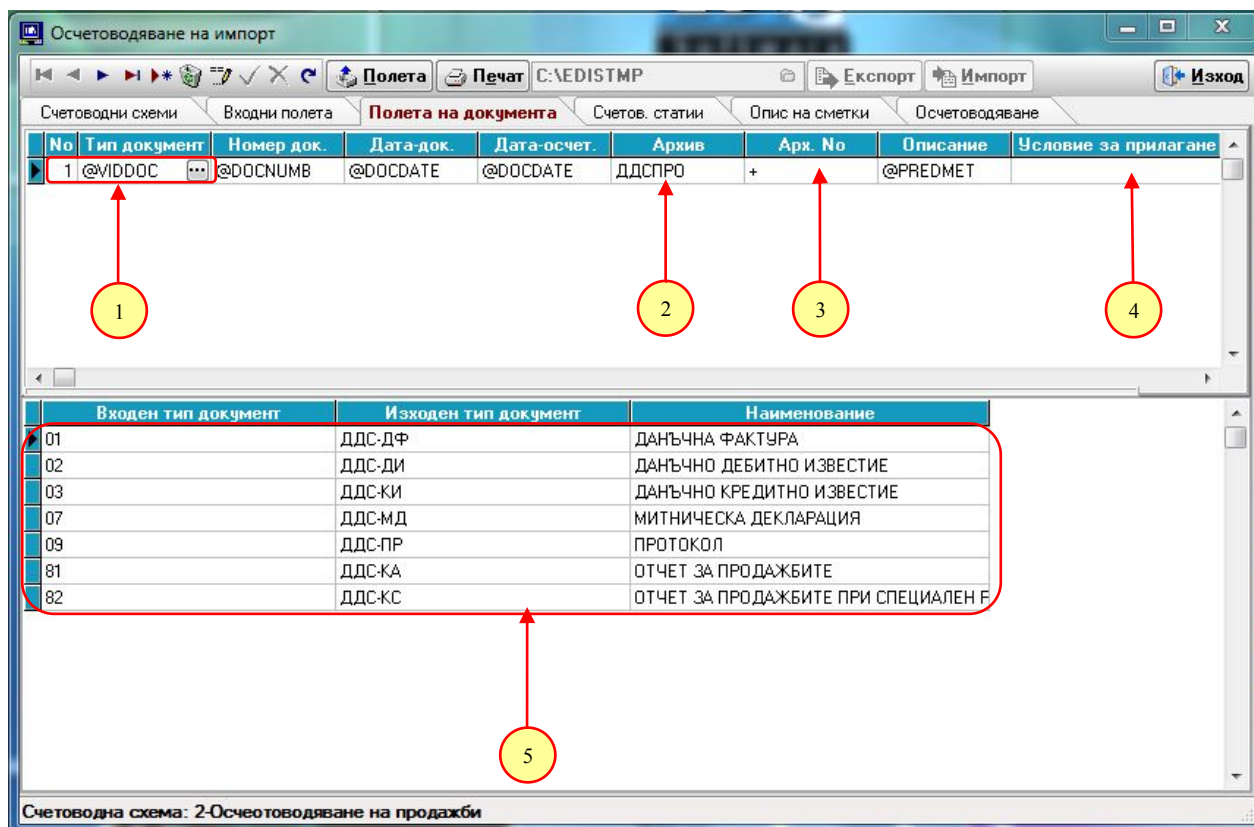 Осчетоводяване на импорт
Полета Печат C:\EDISTMP Експорт Импорт Изход
Счетоводни схеми Входни полета Полета на документа Счетов. статии Опис на сметки Осчетоводяване
No Тип документ Номер док. Дата-док. Дата-осчет. Архив Арх. No Описание Условие за прилагане
1 @VIDDOC ... @DOCNUMB @DOCDATE @DOCDATE ДДСПРО + @PREDMET
1 2 3 4
Входен тип документ Изходен тип документ Наименование
01 ДДС-ДФ ДАНЪЧНА ФАКТУРА
02 ДДС-ДИ ДАНЪЧНО ДЕБИТНО ИЗВЕСТИЕ
03 ДДС-КИ ДАНЪЧНО КРЕДИТНО ИЗВЕСТИЕ
07 ДДС-МД МИТНИЧЕСКА ДЕКЛАРАЦИЯ
09 ДДС-ПР ПРОТОКОЛ
81 ДДС-КА ОТЧЕТ ЗА ПРОДАЖБИТЕ
82 ДДС-КС ОТЧЕТ ЗА ПРОДАЖБИТЕ ПРИ СПЕЦИАЛЕН
5
Счетоводна схема: 2-Осчеотоводяване на продажби